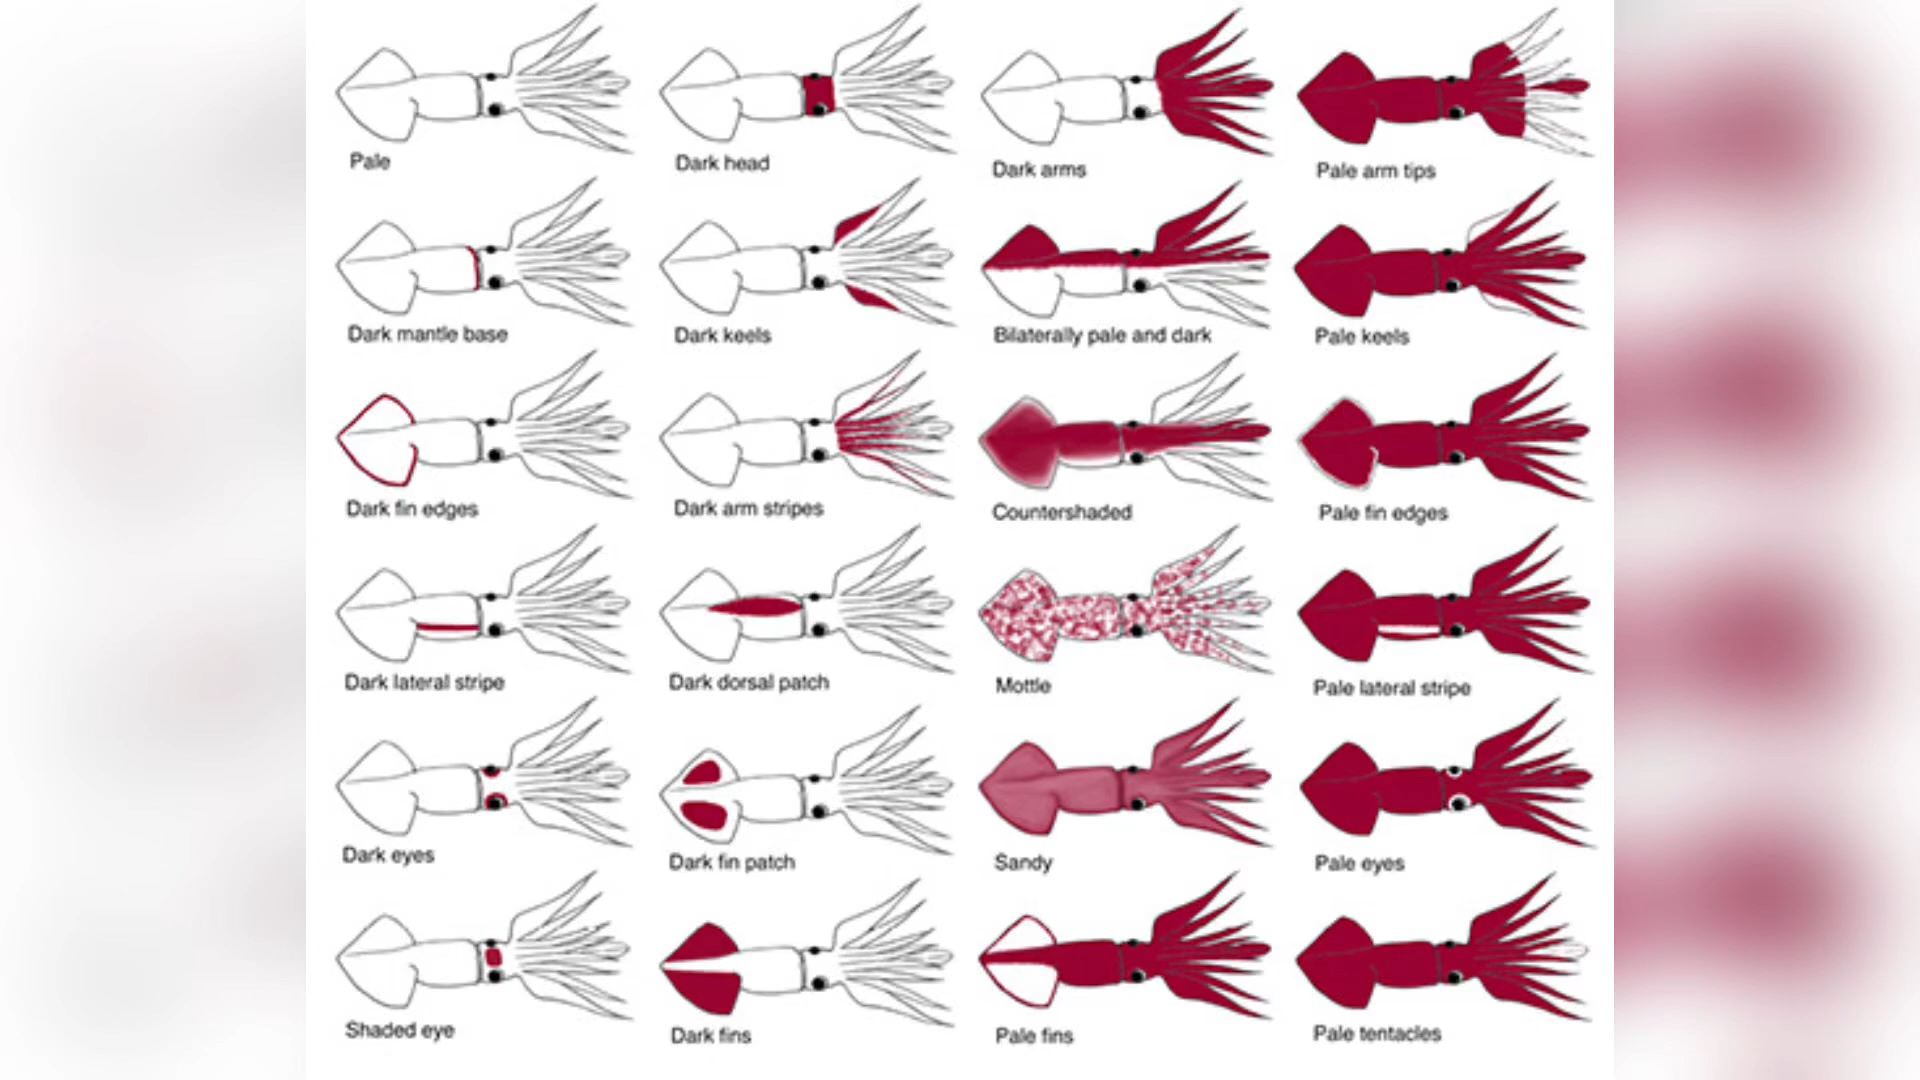 Pale
Dark head
Dark arms
Pale arm tips
Dark mantle base
Dark keels
Bilaterally pale and dark
Pale keels
Dark fin edges
Dark arm stripes
Countershaded
Pale fin edges
Dark lateral stripe
Dark dorsal patch
Mottle
Pale lateral stripe
Dark eyes
Dark fin patch
Sandy
Pale eyes
Shaded eye
Dark fins
Pale fins
Pale tentacles